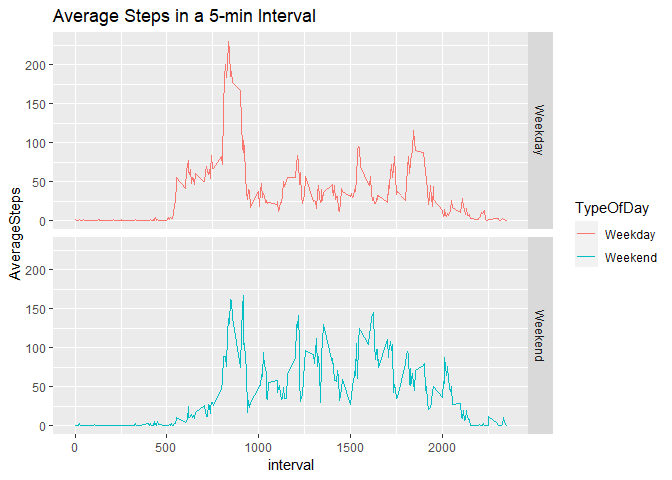 Average Steps in a 5-min Interval
AverageSteps
200
150
100
50
0
Weekday
200
150
100
50
0
Weekend
0
500
1000
1500
2000
interval
TypeOfDay
Weekday
Weekend